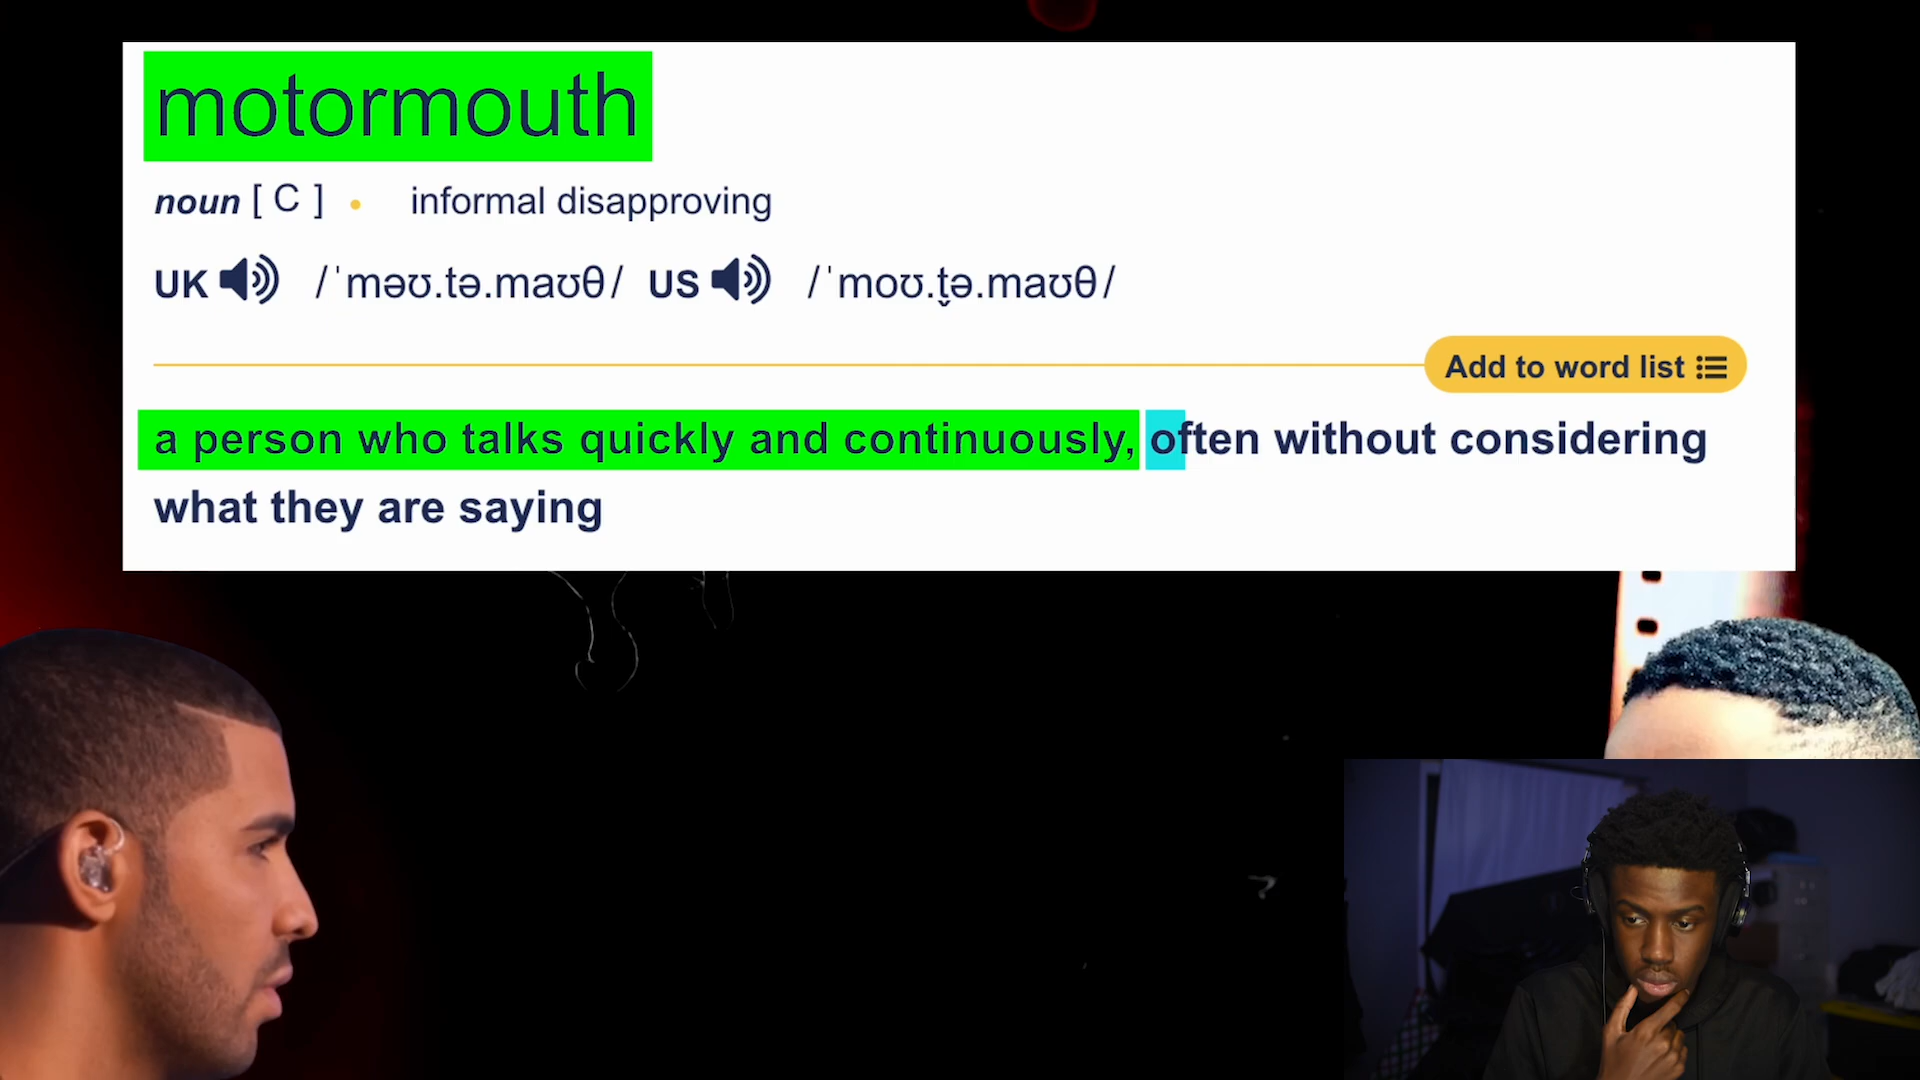 motormouth
noun [ C ] • informal disapproving
UK /ˈməʊ.tə.maʊθ/ US /ˈmoʊ.t̬ə.maʊθ/
Add to word list
a person who talks quickly and continuously, often without considering
what they are saying